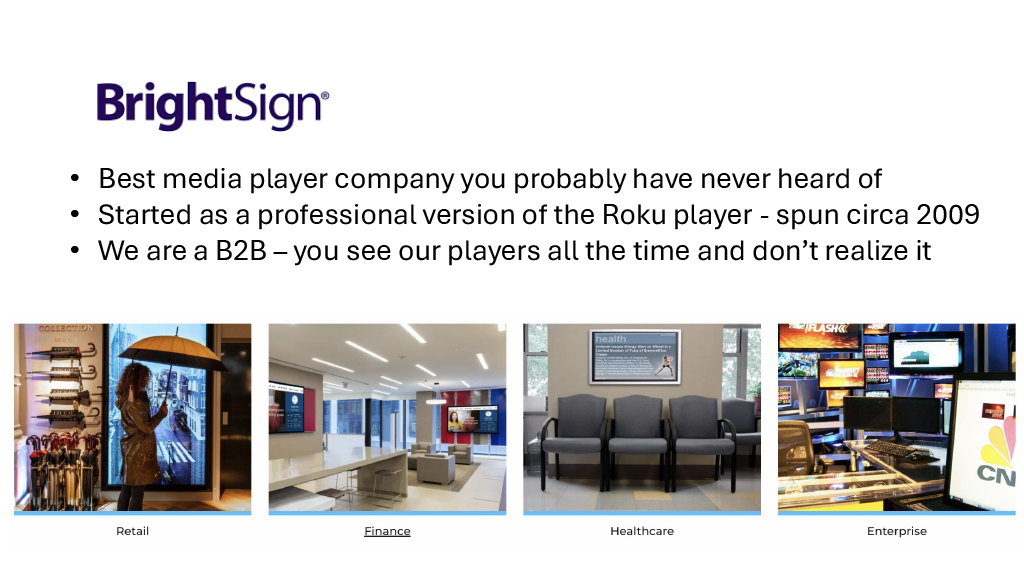 BrightSign®
• Best media player company you probably have never heard of
• Started as a professional version of the Roku player - spun circa 2009
• We are a B2B – you see our players all the time and don’t realize it
COLLECTION
health
FLASH
CN
Retail
Finance
Healthcare
Enterprise